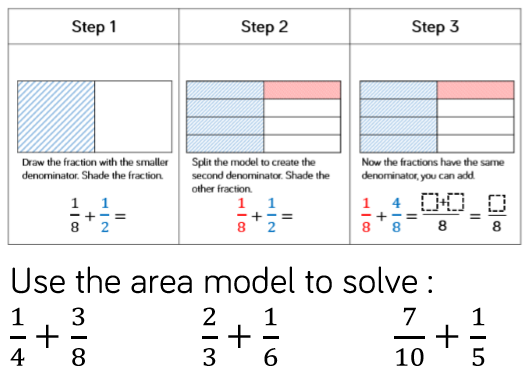 Step 1
Step 2
Step 3
Draw the fraction with the smaller
denominator. Shade the fraction.
1/8 + 1/2 =
Split the model to create the
second denominator. Shade the
other fraction.
1/8 + 1/2 =
Now the fractions have the same
denominator, you can add.
1/8 + 4/8 = (□+□)/8 = □/8
Use the area model to solve :
1/4 + 3/8    2/3 + 1/6    7/10 + 1/5